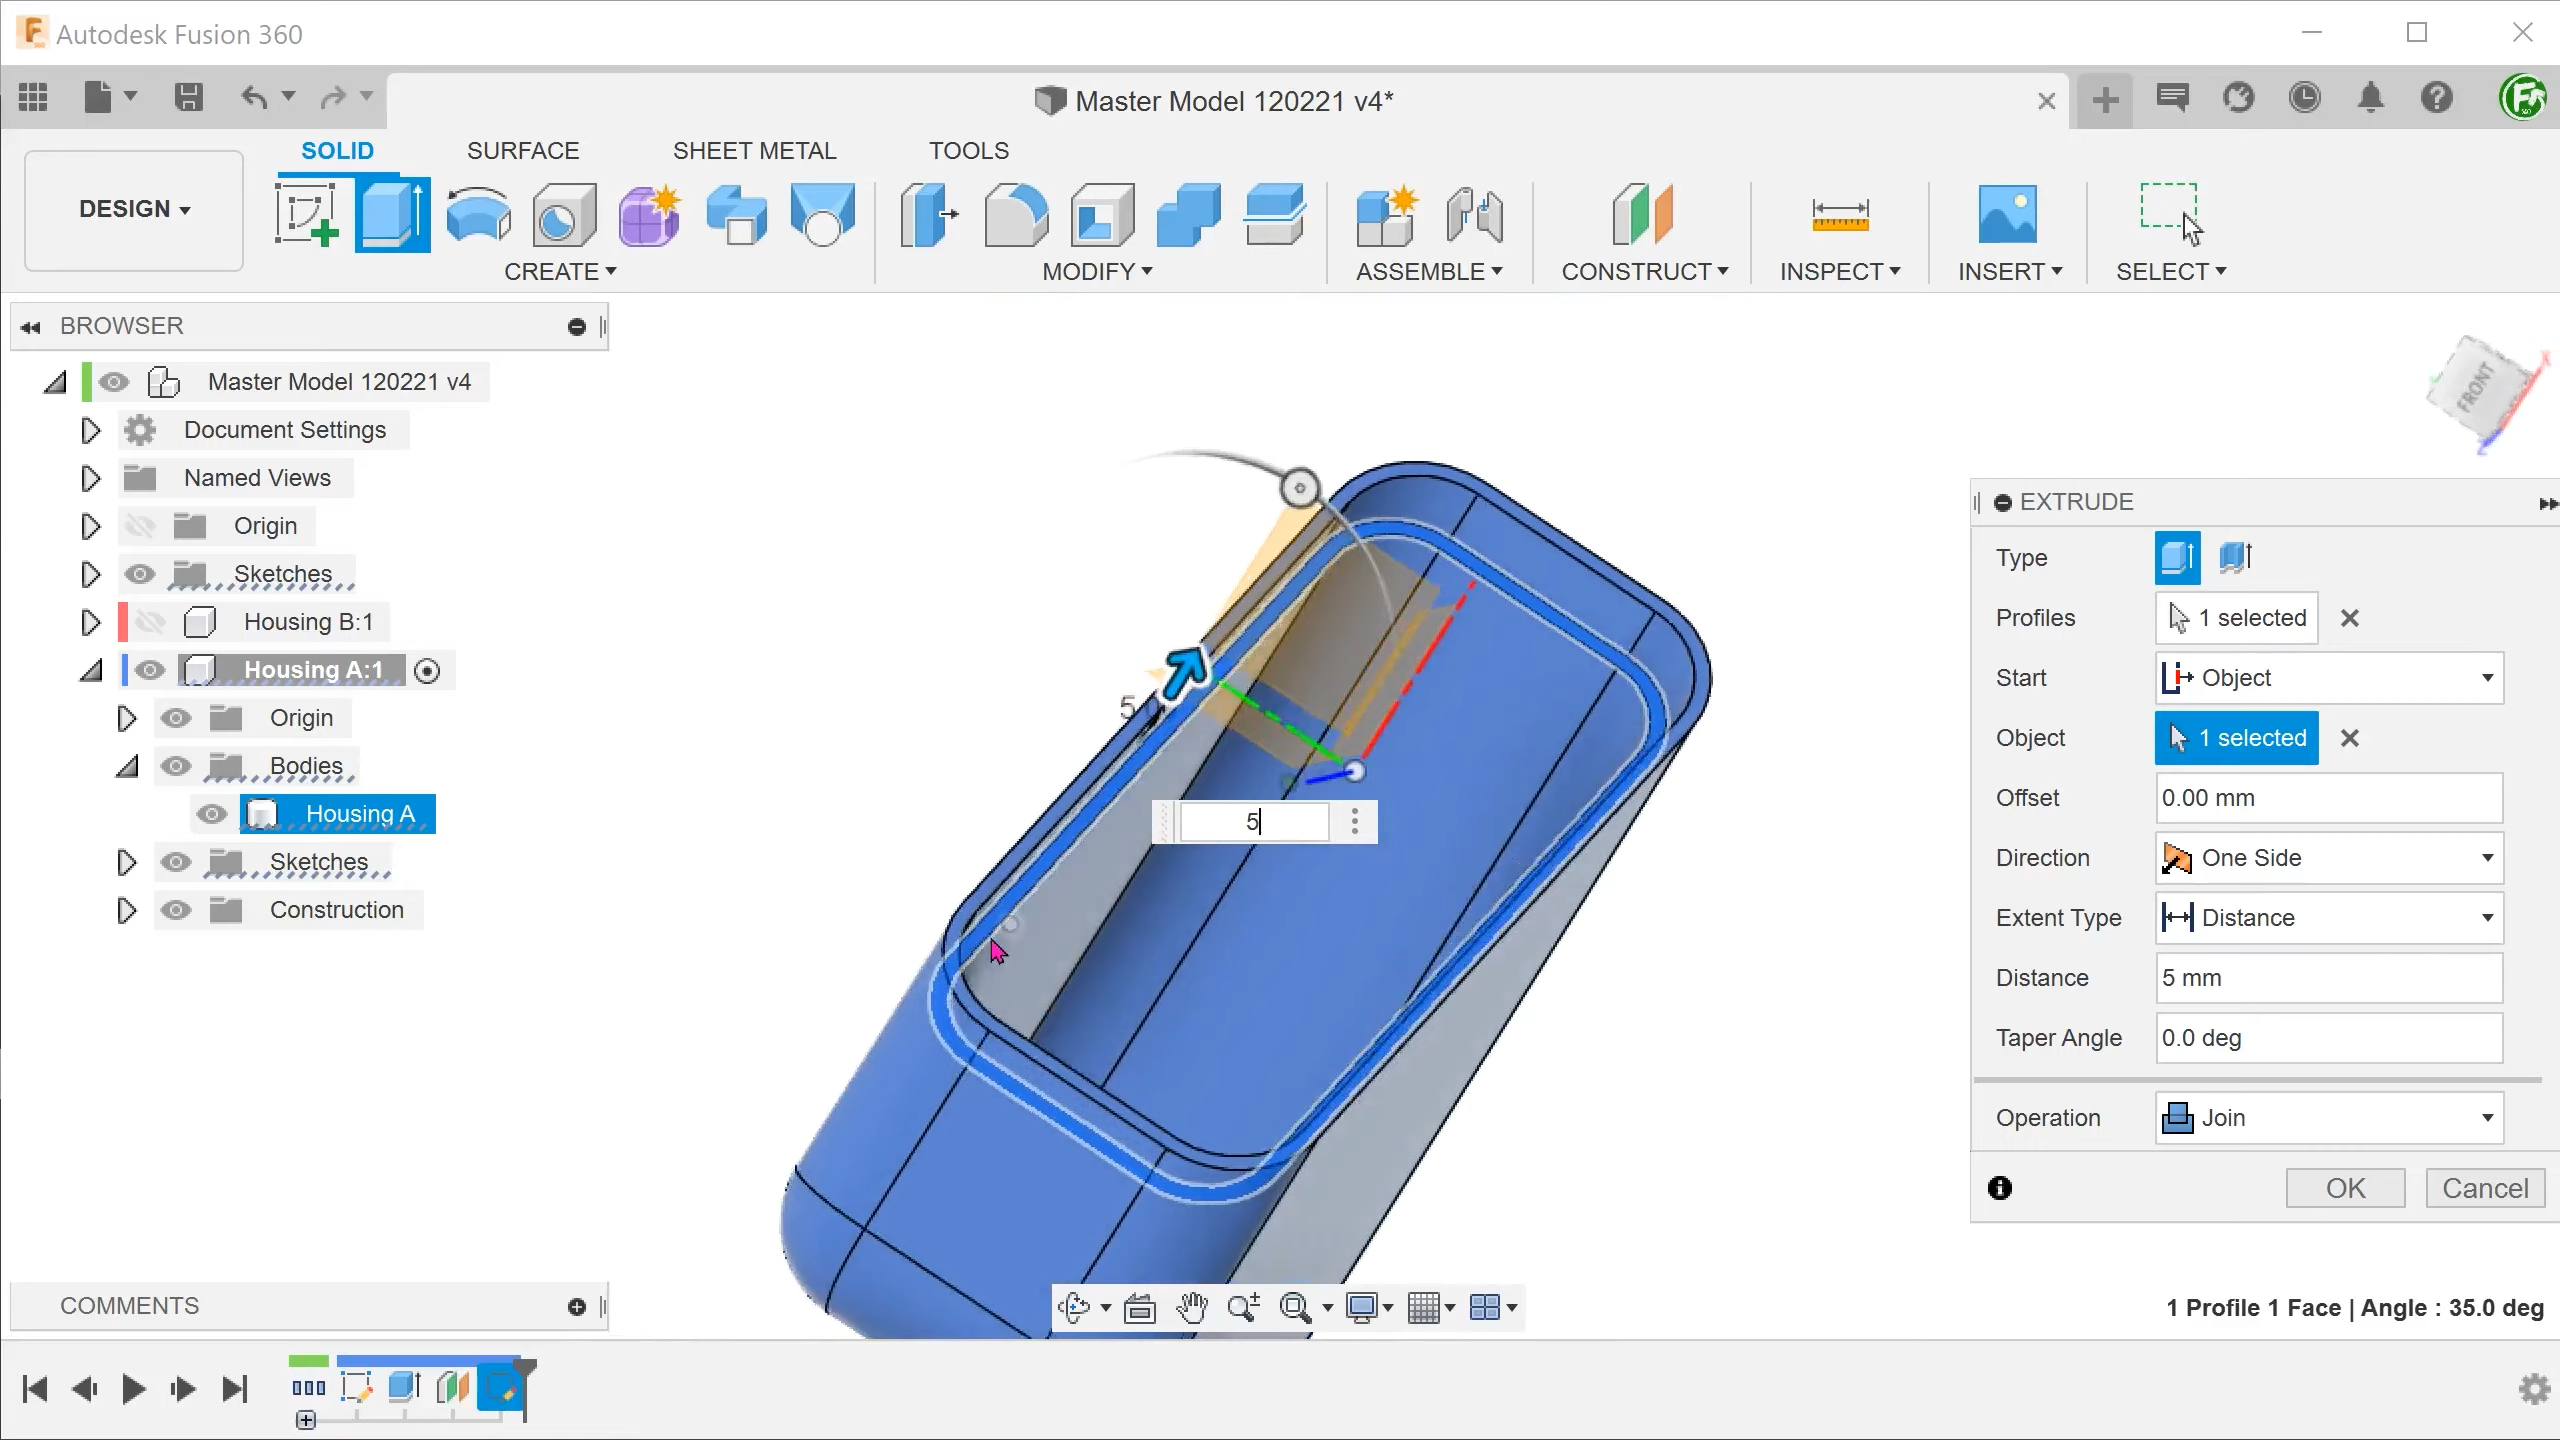 Autodesk Fusion 360
Master Model 120221 v4*
SOLID
SURFACE
SHEET METAL
TOOLS
DESIGN
CREATE
MODIFY
ASSEMBLE
CONSTRUCT
INSPECT
INSERT
SELECT
BROWSER
Master Model 120221 v4
Document Settings
Named Views
Origin
Sketches
Housing B:1
Housing A:1
Origin
Bodies
Housing A
Sketches
Construction
FRONT
X
Z
5
5
EXTRUDE
Type
Profiles 1 selected
Start Object
Object 1 selected
Offset 0.00 mm
Direction One Side
Extent Type Distance
Distance 5 mm
Taper Angle 0.0 deg
Operation Join
OK Cancel
COMMENTS
1 Profile 1 Face | Angle : 35.0 deg